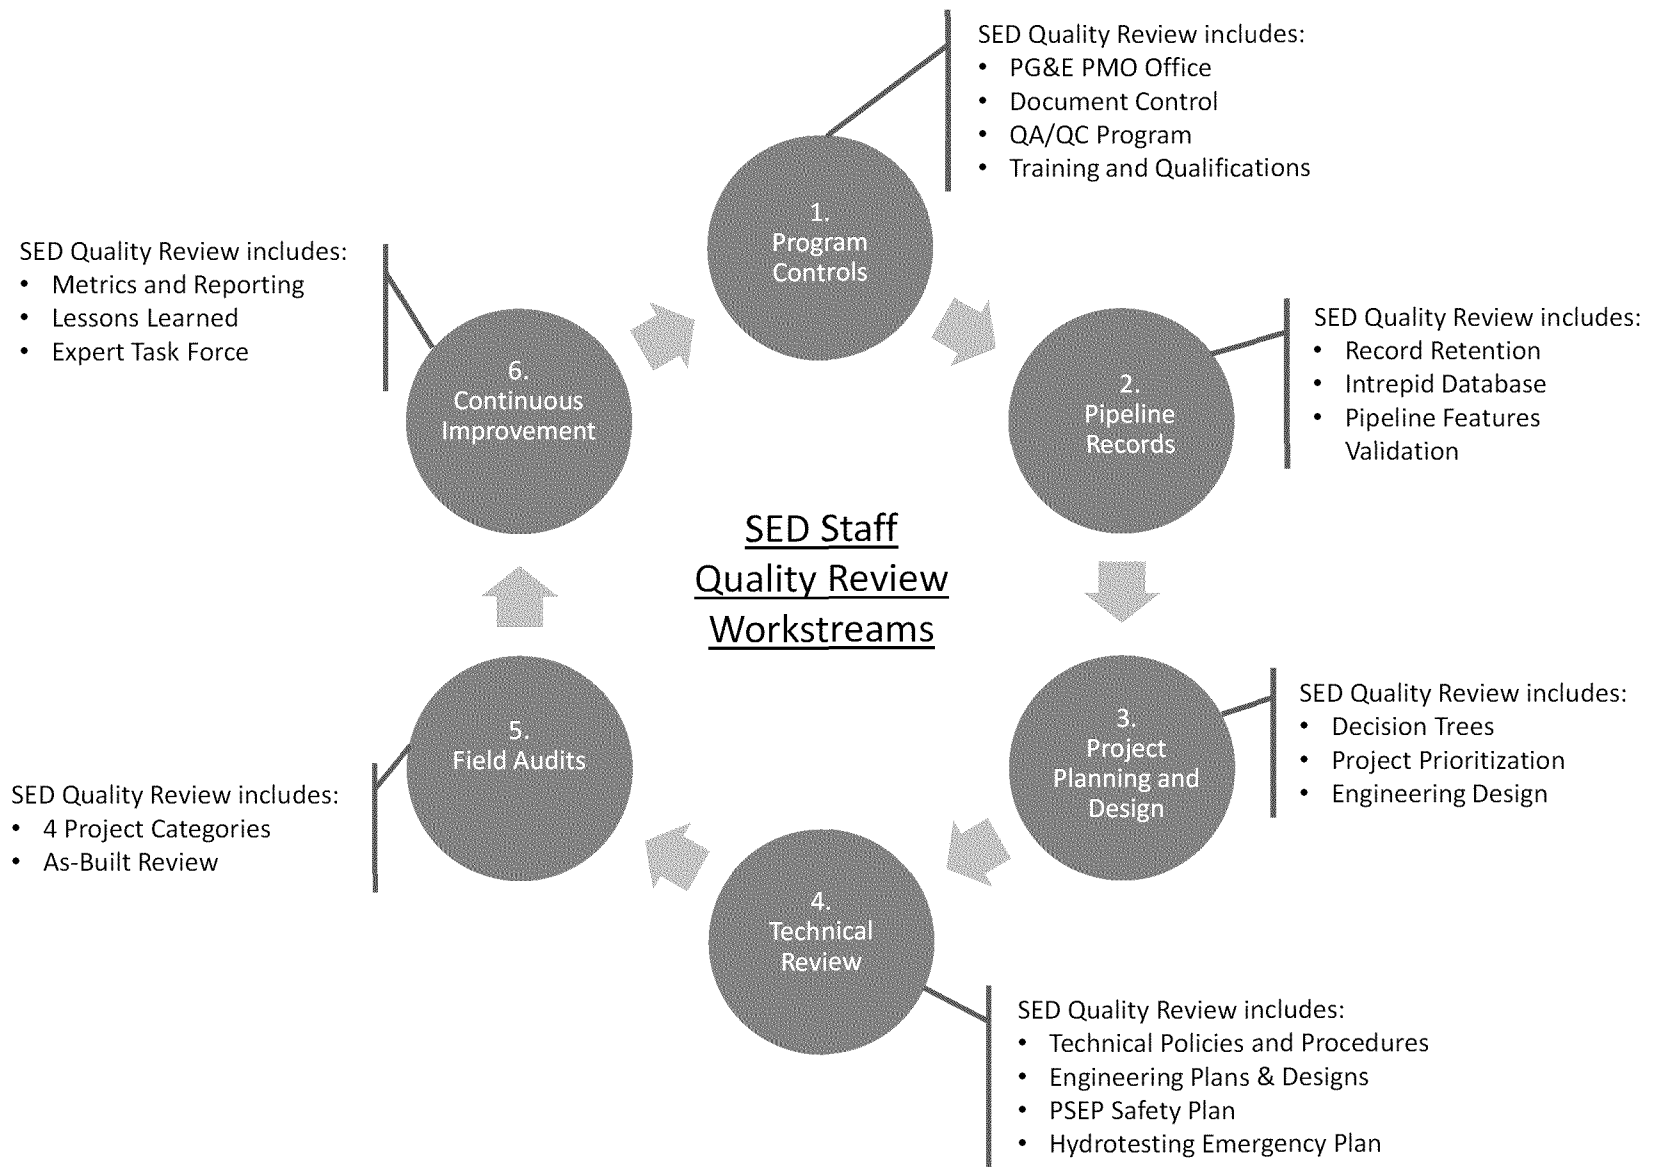 SED Quality Review includes:
• PG&E PMO Office
• Document Control
• QA/QC Program
• Training and Qualifications
1.
Program
Controls
SED Quality Review includes:
• Metrics and Reporting
• Lessons Learned
• Expert Task Force
6.
Continuous
Improvement
2.
Pipeline
Records
SED Quality Review includes:
• Record Retention
• Intrepid Database
• Pipeline Features
Validation
SED Staff
Quality Review
Workstreams
5.
Field Audits
SED Quality Review includes:
• 4 Project Categories
• As-Built Review
3.
Project
Planning and
Design
SED Quality Review includes:
• Decision Trees
• Project Prioritization
• Engineering Design
4.
Technical
Review
SED Quality Review includes:
• Technical Policies and Procedures
• Engineering Plans & Designs
• PSEP Safety Plan
• Hydrotesting Emergency Plan